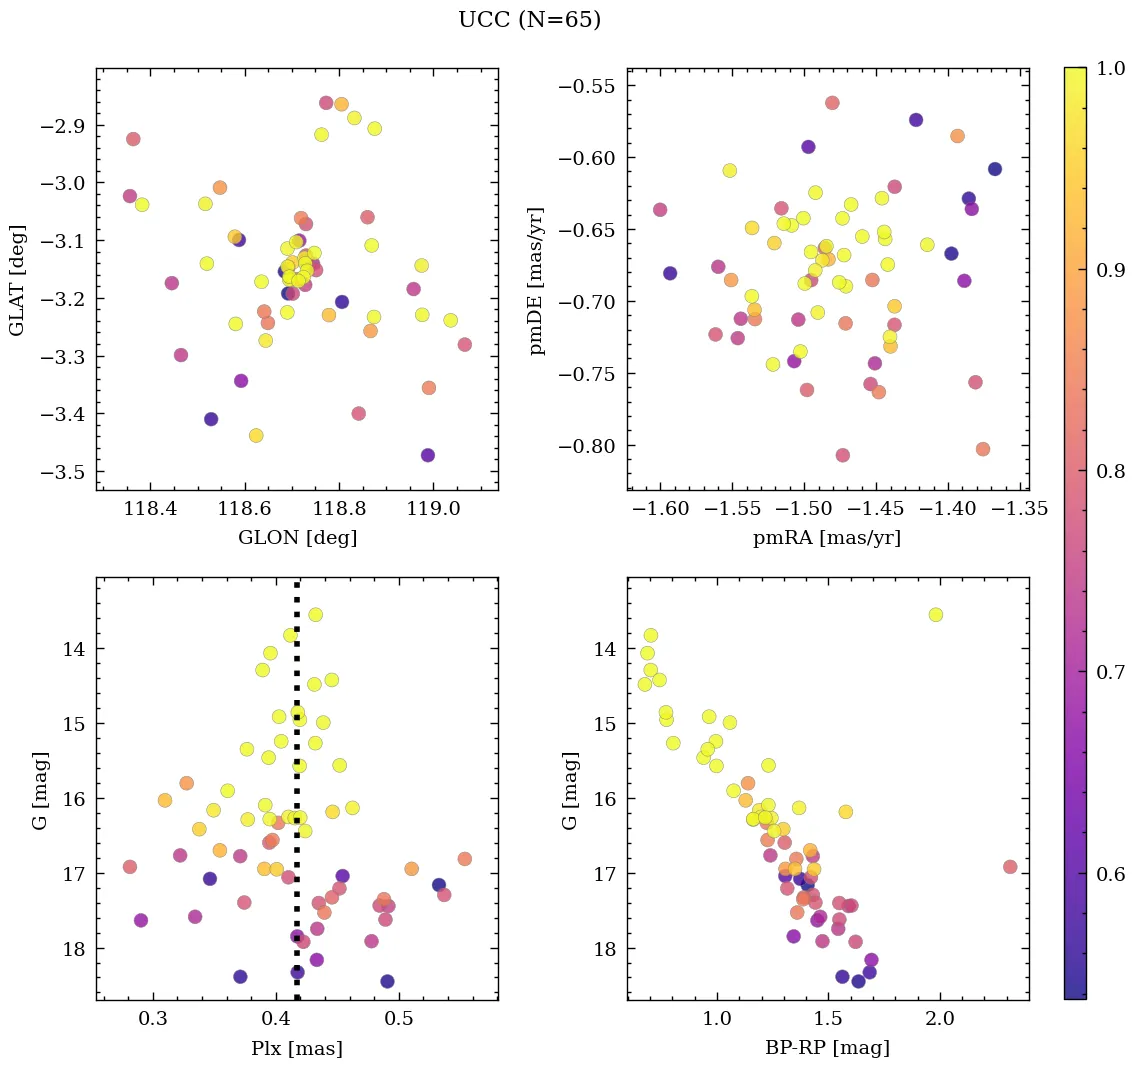 UCC (N=65)
−2.9
−3.0
−3.1
−3.2
−3.3
−3.4
−3.5
GLAT [deg]
118.4 118.6 118.8 119.0
GLON [deg]
−0.55
−0.60
−0.65
−0.70
−0.75
−0.80
pmDE [mas/yr]
−1.60 −1.55 −1.50 −1.45 −1.40 −1.35
pmRA [mas/yr]
14
15
16
17
18
G [mag]
0.3 0.4 0.5
Plx [mas]
14
15
16
17
18
G [mag]
1.0 1.5 2.0
BP-RP [mag]
1.0
0.9
0.8
0.7
0.6